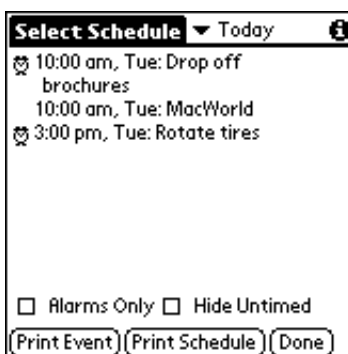 Select Schedule Today
10:00 am, Tue: Drop off
brochures
10:00 am, Tue: MacWorld
3:00 pm, Tue: Rotate tires
Alarms Only Hide Untimed
Print Event Print Schedule Done